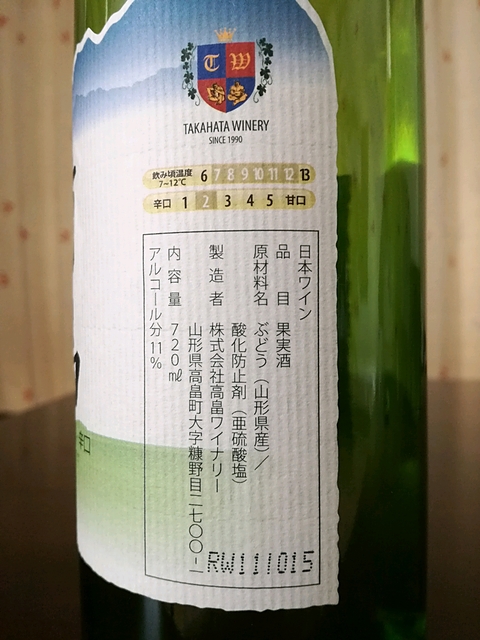 T W
TAKAHATA WINERY
SINCE 1990
飲み頃温度 7~12℃ 6 7 8 9 10 11 12 13
辛口 1 2 3 4 5 甘口
日本ワイン
品目 果実酒
原材料名 ぶどう(山形県産)/
酸化防止剤(亜硫酸塩)
製造者 株式会社高畠ワイナリー
山形県高畠町大字糠野目二七〇〇-一
内容量 720㎖
アルコール分11%
RW111015
辛口